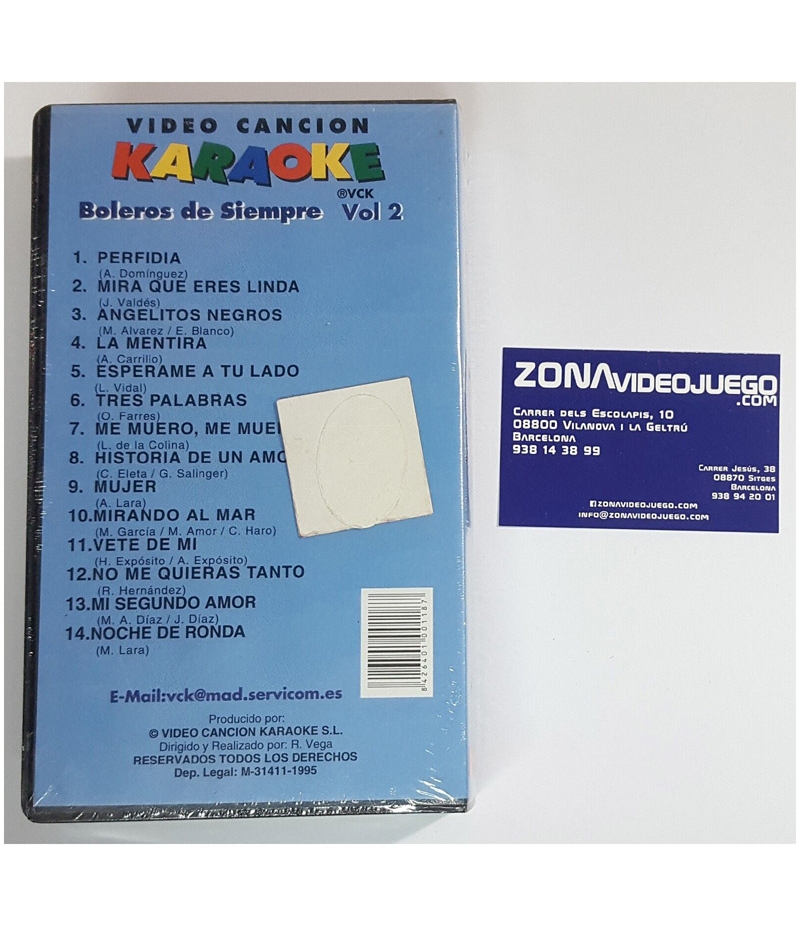 VIDEO CANCION
KARAOKE
®VCK
Boleros de Siempre Vol 2
1. PERFIDIA
(A. Domínguez)
2. MIRA QUE ERES LINDA
(J. Valdés)
3. ANGELITOS NEGROS
(M. Alvarez / E. Blanco)
4. LA MENTIRA
(A. Carrillo)
5. ESPERAME A TU LADO
(L. Vidal)
6. TRES PALABRAS
(O. Farres)
7. ME MUERO, ME
(L. de la Colina)
8. HISTORIA DE UN
(C. Eleta / G. Salinger)
9. MUJER
(A. Lara)
10.MIRANDO AL MAR
(M. García / M. Amor / C. Haro)
11.VETE DE MI
(H. Expósito / A. Expósito)
12.NO ME QUIERAS TANTO
(R. Hernández)
13.MI SEGUNDO AMOR
(M. A. Díaz / J. Díaz)
14.NOCHE DE RONDA
(M. Lara)
8426401001187
E-Mail:vck@mad.servicom.es
Producido por:
© VIDEO CANCION KARAOKE S.L.
Dirigido y Realizado por: R. Vega
RESERVADOS TODOS LOS DERECHOS
Dep. Legal: M-31411-1995
ZONAVIDEOJUEGO
.COM
CARRER DELS ESCOLAPIS, 10
08800 VILANOVA I LA GELTRÚ
BARCELONA
938 14 38 99
CARRER JESÚS, 38
08870 SITGES
BARCELONA
938 94 20 01
ZONAVIDEOJUEGO.COM
INFO@ZONAVIDEOJUEGO.COM